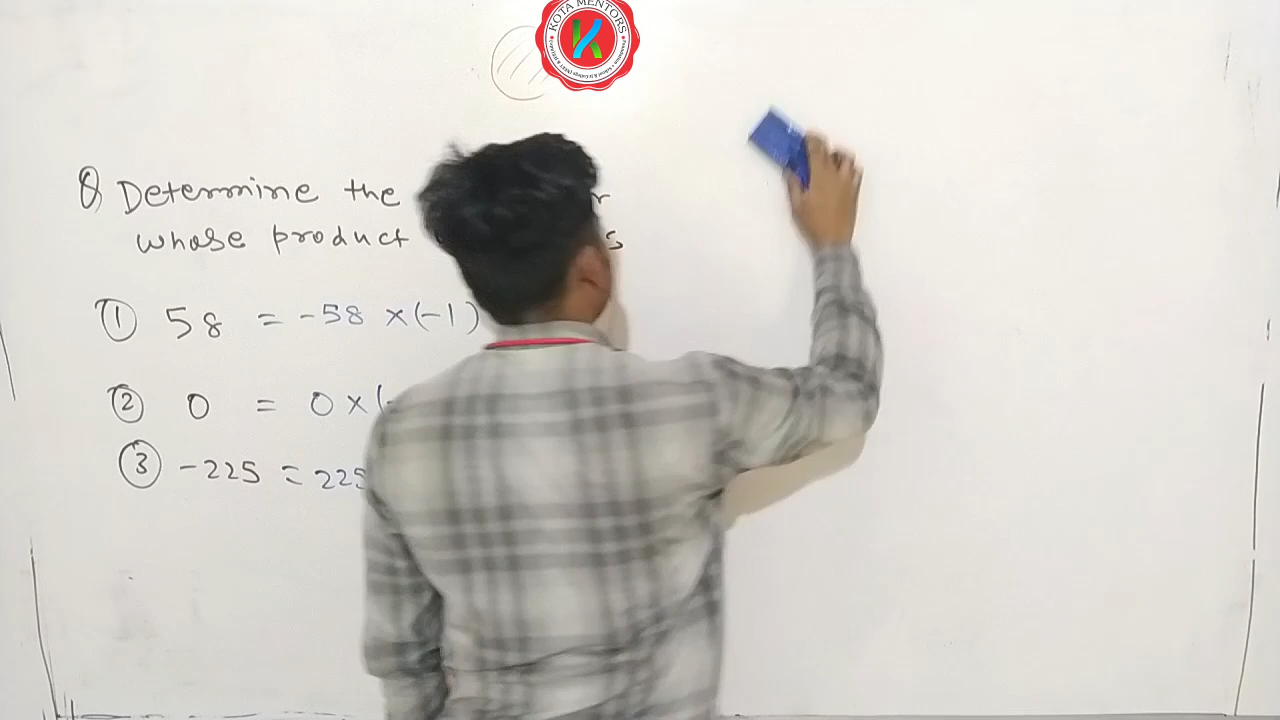 KOTA MENTORS
Q Determine the
whose product
① 58 = -58 × (-1)
② 0 = 0 × (-
③ -225 = 225